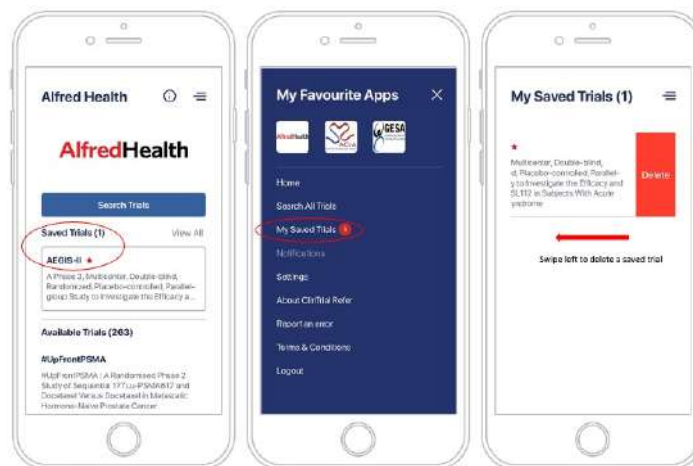 Alfred Health
AlfredHealth
Search Trials
Saved Trials (1) View All
AEGIS-II
A Phase 3, Multicenter, Double-blind,
Randomized, Placebo-controlled, Parallel-
group Study to Investigate the Efficacy a...
Available Trials (263)
#UpFrontPSMA
#UpFrontPSMA | A Randomised Phase 2
Study of Sequential 177Lu-PSMA617 and
Docetaxel Versus Docetaxel in Metastatic
Hormone-Naive Prostate Cancer
My Favourite Apps
AlfredHealth
GESA
Home
Search All Trials
My Saved Trials
Notifications
Settings
About ClinTrial Refer
Report an error
Terms & Conditions
Logout
My Saved Trials (1)
Multicenter, Double-blind,
d, Placebo-controlled, Parallel-
y to Investigate the Efficacy and
SL112 in Subjects With Acute
yndrome
Delete
Swipe left to delete a saved trial